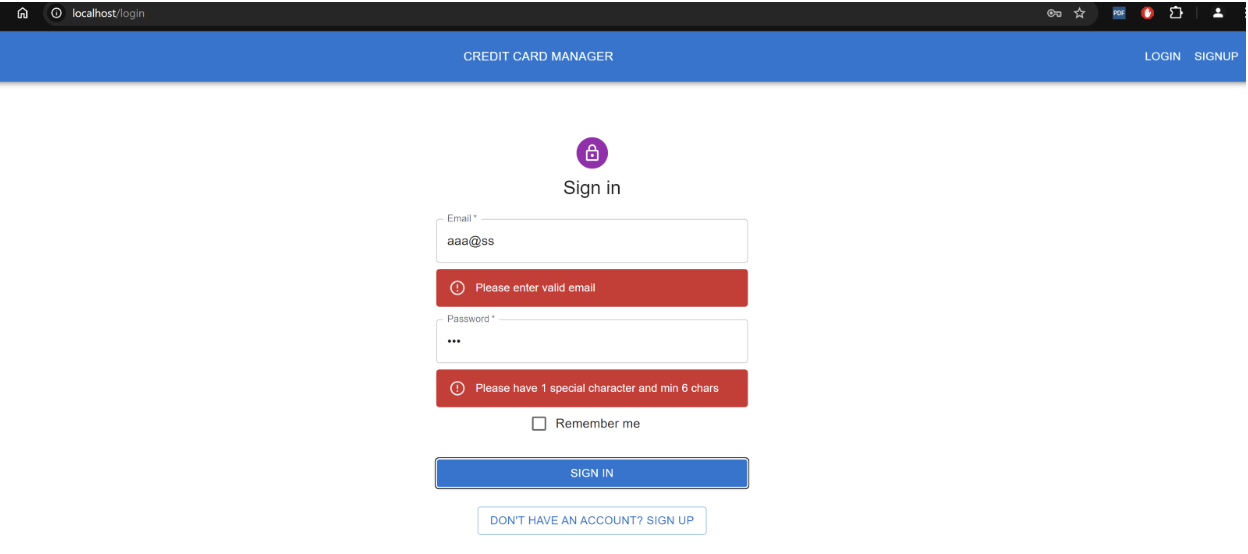 localhost/login
PDF
CREDIT CARD MANAGER LOGIN SIGNUP
Sign in
Email *
aaa@ss
Please enter valid email
Password *
•••
Please have 1 special character and min 6 chars
Remember me
SIGN IN
DON'T HAVE AN ACCOUNT? SIGN UP